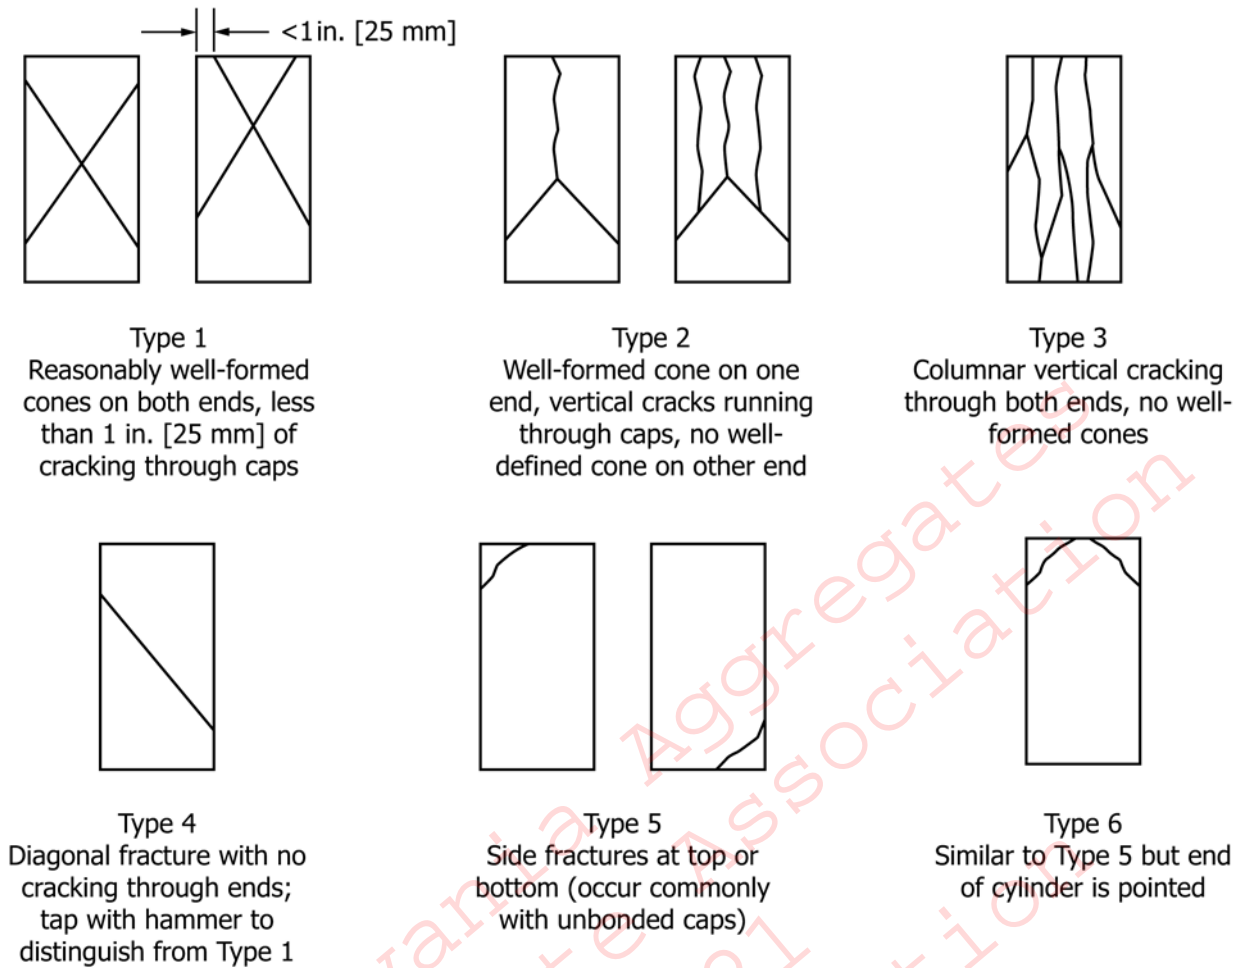 <1in. [25 mm]
Type 1
Reasonably well-formed
cones on both ends, less
than 1 in. [25 mm] of
cracking through caps
Type 2
Well-formed cone on one
end, vertical cracks running
through caps, no well-
defined cone on other end
Type 3
Columnar vertical cracking
through both ends, no well-
formed cones
Type 4
Diagonal fracture with no
cracking through ends;
tap with hammer to
distinguish from Type 1
Type 5
Side fractures at top or
bottom (occur commonly
with unbonded caps)
Type 6
Similar to Type 5 but end
of cylinder is pointed
vania Aggregates
ete Association